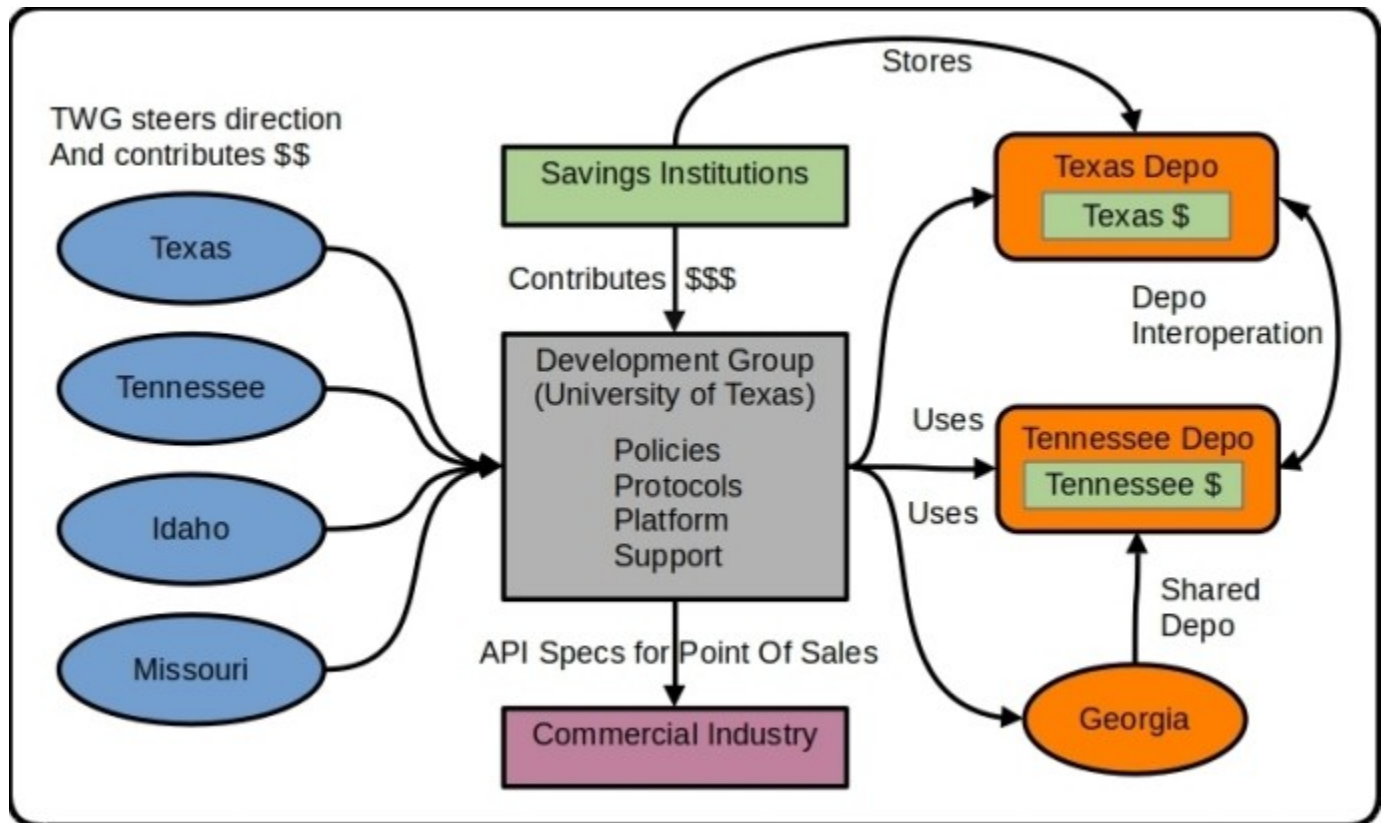 TWG steers direction
And contributes $$
Texas
Tennessee
Idaho
Missouri
Stores
Savings Institutions
Contributes $$$
Development Group
(University of Texas)
Policies
Protocols
Platform
Support
API Specs for Point Of Sales
Commercial Industry
Texas Depo
Texas $
Depo
Interoperation
Uses
Tennessee Depo
Tennessee $
Uses
Shared
Depo
Georgia